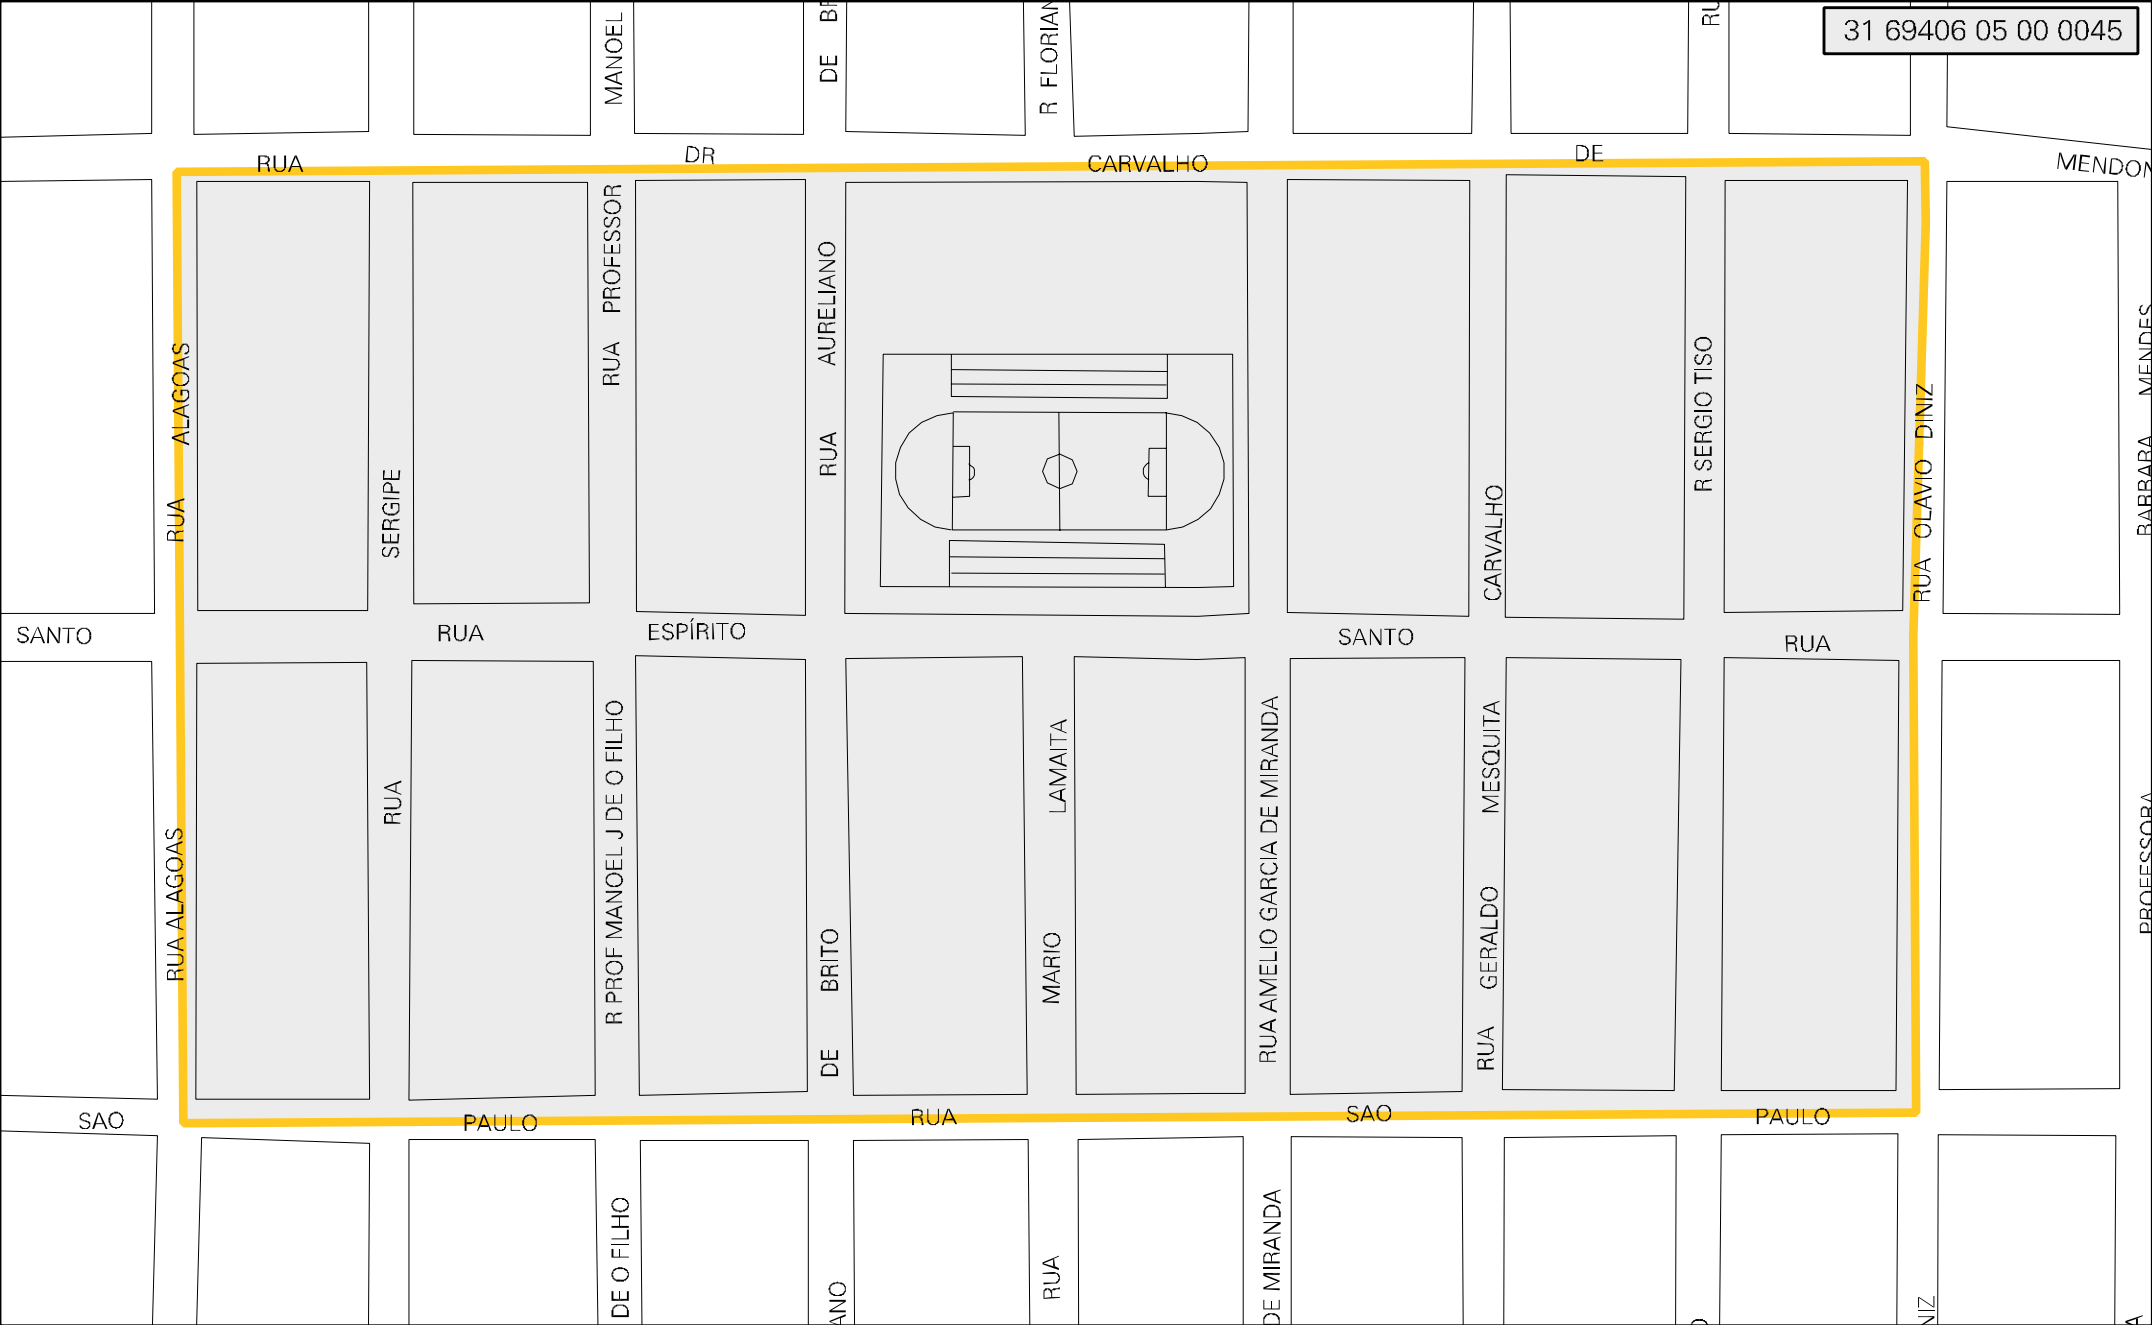 31 69406 05 00 0045
MANOEL
DE
R FLORIAN
RUA DR CARVALHO DE MENDON
RUA ALAGOAS
SERGIPE
RUA PROFESSOR
RUA AURELIANO
CARVALHO
R SERGIO TISO
RUA OLAVIO DINIZ
BARBARA MENDES
SANTO RUA ESPÍRITO SANTO RUA
RUA ALAGOAS
RUA
R PROF MANOEL J DE O FILHO
DE BRITO
MARIO LAMAITA
RUA AMELIO GARCIA DE MIRANDA
RUA GERALDO MESQUITA
PROFESSORA
SAO PAULO RUA SAO PAULO
DE O FILHO
ANO
RUA
DE MIRANDA
NIZ